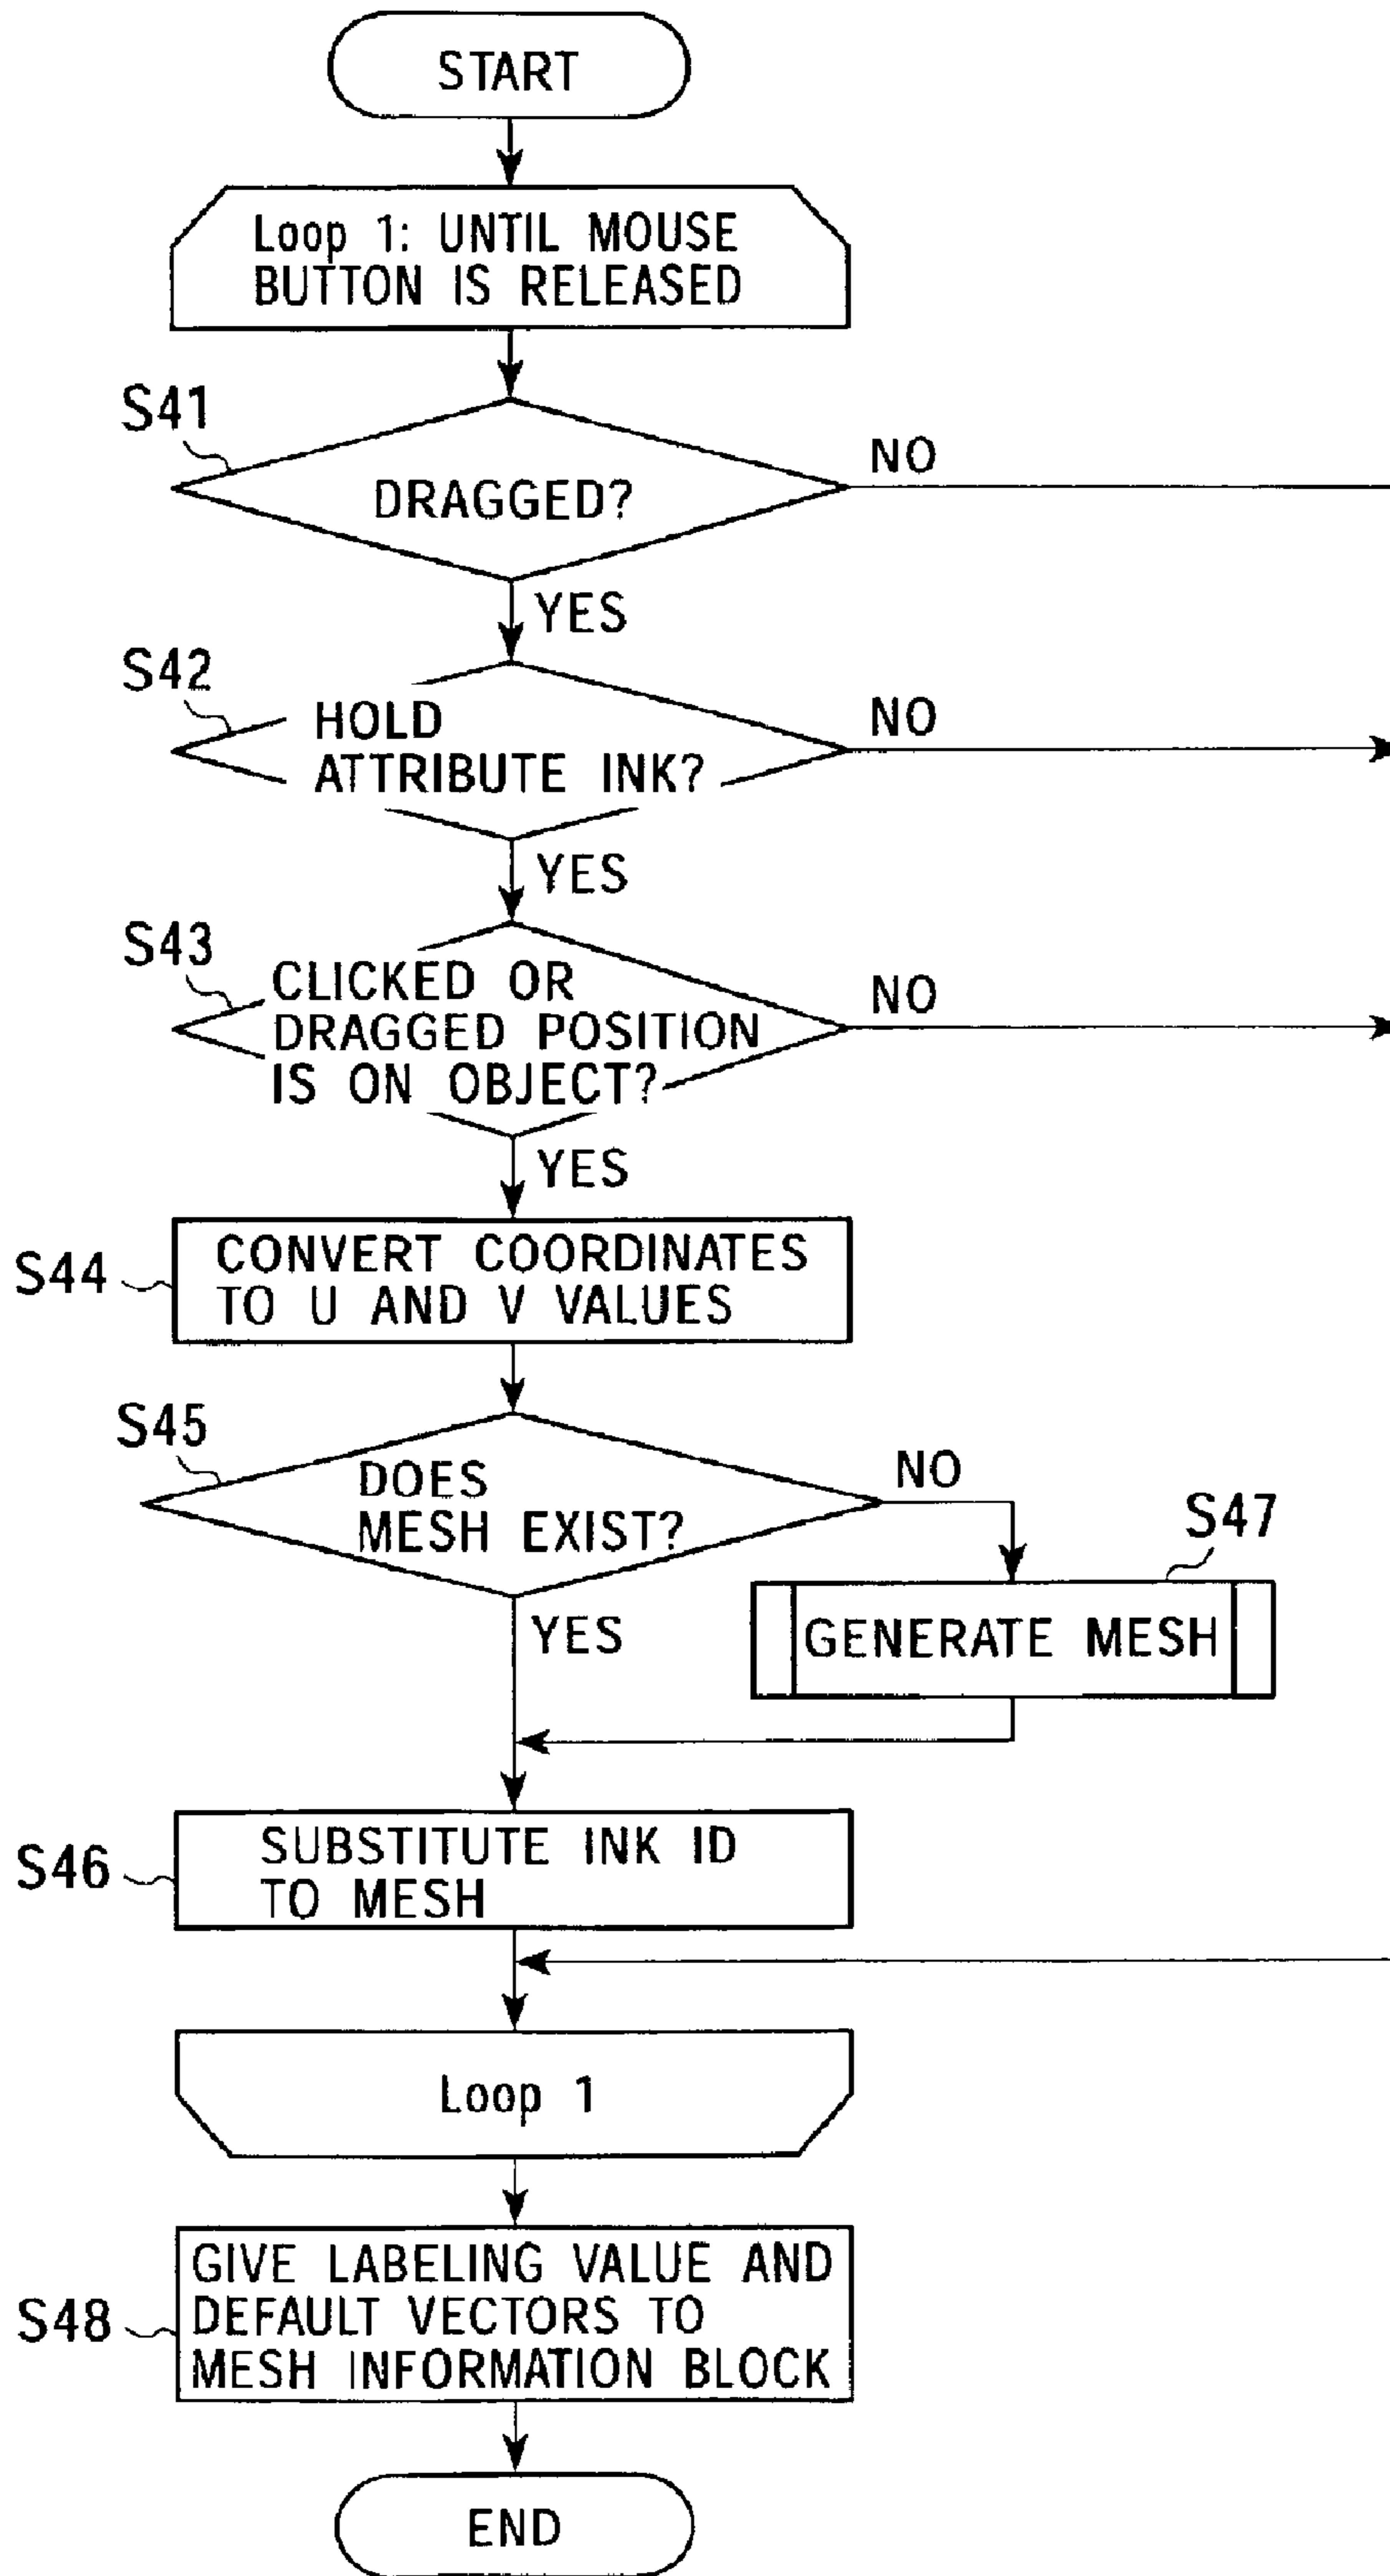 START
Loop 1: UNTIL MOUSE
BUTTON IS RELEASED
S41
DRAGGED?
NO
YES
S42
HOLD
ATTRIBUTE INK?
NO
YES
S43
CLICKED OR
DRAGGED POSITION
IS ON OBJECT?
NO
YES
S44
CONVERT COORDINATES
TO U AND V VALUES
S45
DOES
MESH EXIST?
NO
S47
GENERATE MESH
YES
S46
SUBSTITUTE INK ID
TO MESH
Loop 1
S48
GIVE LABELING VALUE AND
DEFAULT VECTORS TO
MESH INFORMATION BLOCK
END